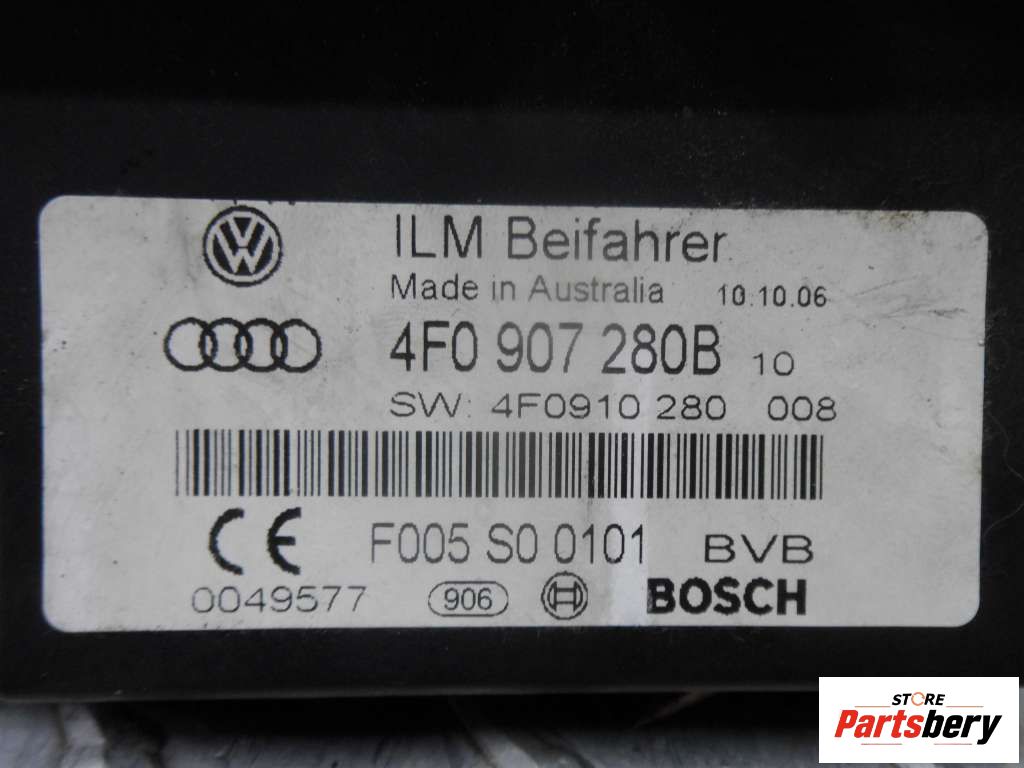 VW
ILM Beifahrer
Made in Australia 10.10.06
4F0 907 280B 10
SW: 4F0910 280 008
CE F005 S0 0101 BVB
0049577 906 BOSCH
STORE
Partsbery